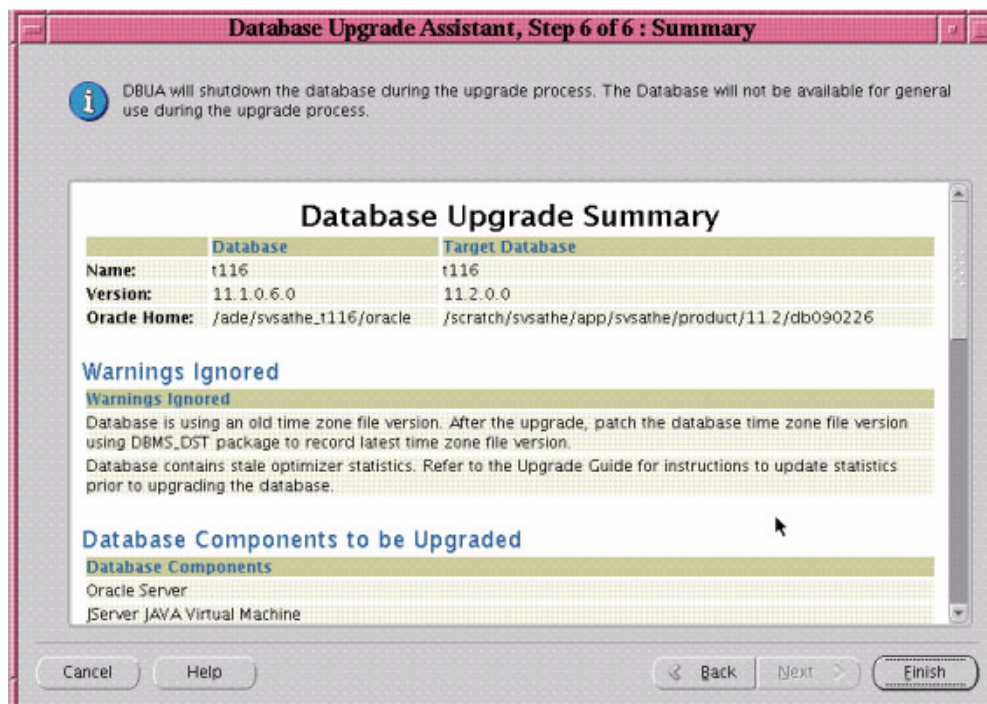 Database Upgrade Assistant, Step 6 of 6 : Summary
DBUA will shutdown the database during the upgrade process. The Database will not be available for general
use during the upgrade process.
Database Upgrade Summary
Database Target Database
Name: t116 t116
Version: 11.1.0.6.0 11.2.0.0
Oracle Home: /ade/svsathe_t116/oracle /scratch/svsathe/app/svsathe/product/11.2/db090226
Warnings Ignored
Warnings Ignored
Database is using an old time zone file version. After the upgrade, patch the database time zone file version
using DBMS_DST package to record latest time zone file version.
Database contains stale optimizer statistics. Refer to the Upgrade Guide for instructions to update statistics
prior to upgrading the database.
Database Components to be Upgraded
Database Components
Oracle Server
JServer JAVA Virtual Machine
Cancel Help Back Next Finish